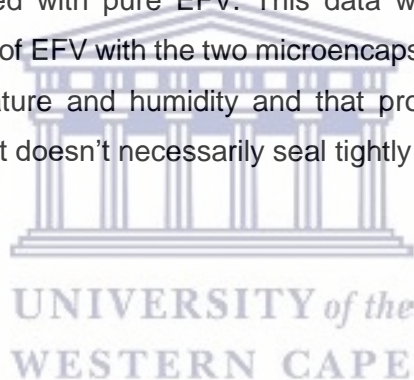 ed with pure EFV. This data w
of EFV with the two microencaps
ature and humidity and that pro
t doesn’t necessarily seal tightly
UNIVERSITY of the
WESTERN CAPE